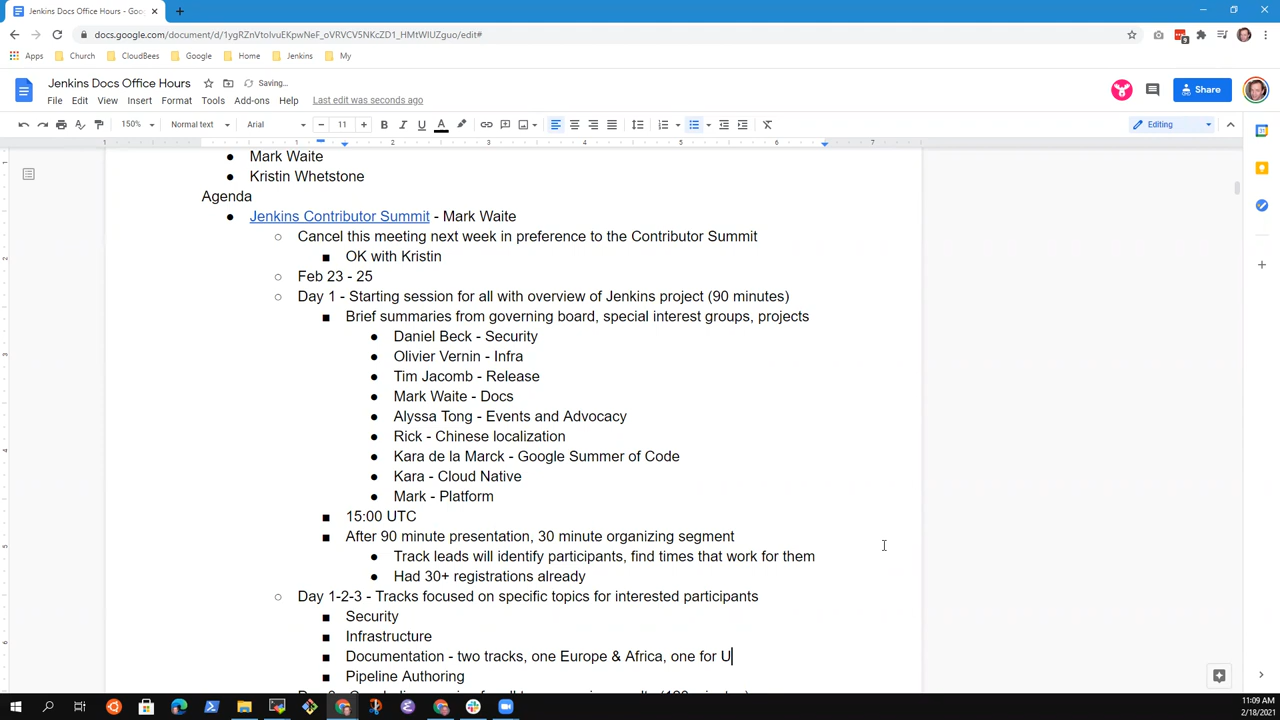 Jenkins Docs Office Hours - Goo
docs.google.com/document/d/1ygRZnVtolvuEKpwNeF_oVRVCV5NKcZD1_HMtWIUZguo/edit#
Apps Church CloudBees Google Home Jenkins My
Jenkins Docs Office Hours Saving...
File Edit View Insert Format Tools Add-ons Help Last edit was seconds ago
Share
150% Normal text Arial 11 Editing
1 1 2 3 4 5 6 7
Mark Waite
Kristin Whetstone
Agenda
Jenkins Contributor Summit - Mark Waite
Cancel this meeting next week in preference to the Contributor Summit
OK with Kristin
Feb 23 - 25
Day 1 - Starting session for all with overview of Jenkins project (90 minutes)
Brief summaries from governing board, special interest groups, projects
Daniel Beck - Security
Olivier Vernin - Infra
Tim Jacomb - Release
Mark Waite - Docs
Alyssa Tong - Events and Advocacy
Rick - Chinese localization
Kara de la Marck - Google Summer of Code
Kara - Cloud Native
Mark - Platform
15:00 UTC
After 90 minute presentation, 30 minute organizing segment
Track leads will identify participants, find times that work for them
Had 30+ registrations already
Day 1-2-3 - Tracks focused on specific topics for interested participants
Security
Infrastructure
Documentation - two tracks, one Europe & Africa, one for U
Pipeline Authoring
11:09 AM
2/18/2021